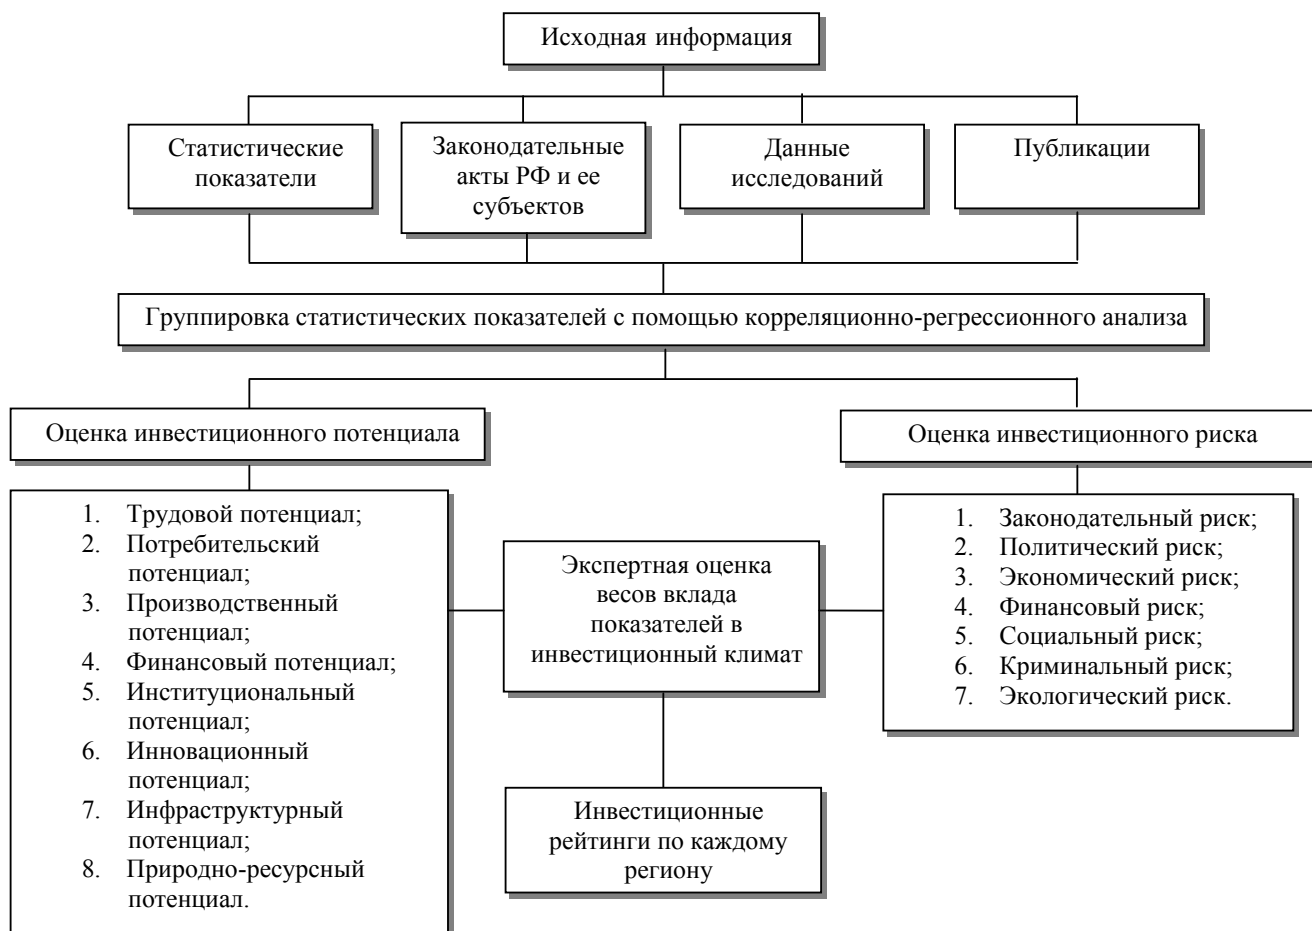 Исходная информация
Статистические
показатели
Законодательные
акты РФ и ее
субъектов
Данные
исследований
Публикации
Группировка статистических показателей с помощью корреляционно-регрессионного анализа
Оценка инвестиционного потенциала
Оценка инвестиционного риска
1. Трудовой потенциал;
2. Потребительский
потенциал;
3. Производственный
потенциал;
4. Финансовый потенциал;
5. Институциональный
потенциал;
6. Инновационный
потенциал;
7. Инфраструктурный
потенциал;
8. Природно-ресурсный
потенциал.
Экспертная оценка
весов вклада
показателей в
инвестиционный климат
1. Законодательный риск;
2. Политический риск;
3. Экономический риск;
4. Финансовый риск;
5. Социальный риск;
6. Криминальный риск;
7. Экологический риск.
Инвестиционные
рейтинги по каждому
региону